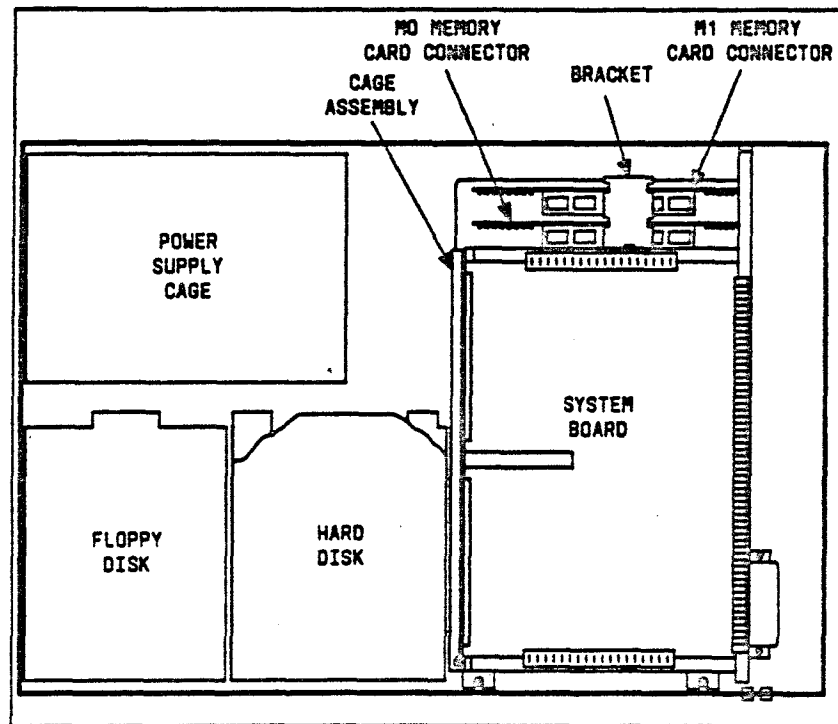 M0 MEMORY
CARD CONNECTOR
M1 MEMORY
CARD CONNECTOR
BRACKET
CAGE
ASSEMBLY
POWER
SUPPLY
CAGE
SYSTEM
BOARD
FLOPPY
DISK
HARD
DISK